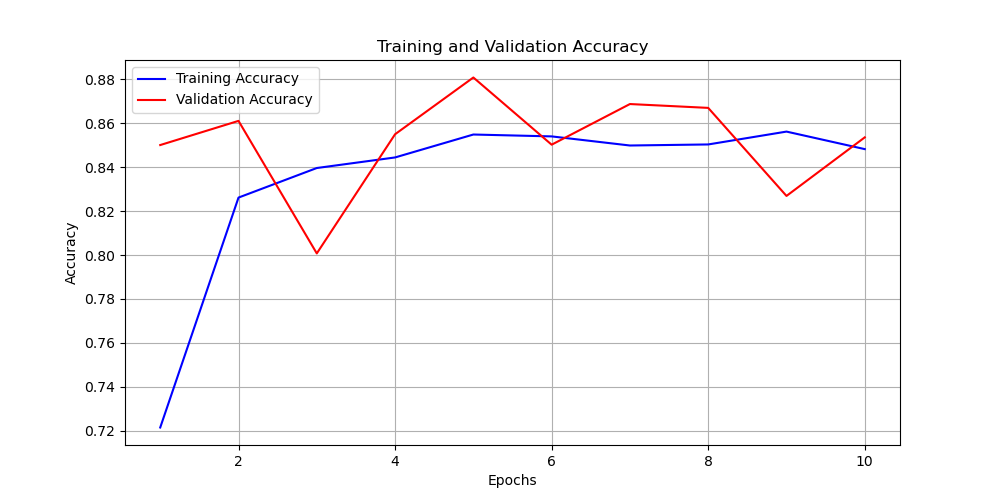 Training and Validation Accuracy
Training Accuracy
Validation Accuracy
Accuracy
0.88
0.86
0.84
0.82
0.80
0.78
0.76
0.74
0.72
2 4 6 8 10
Epochs